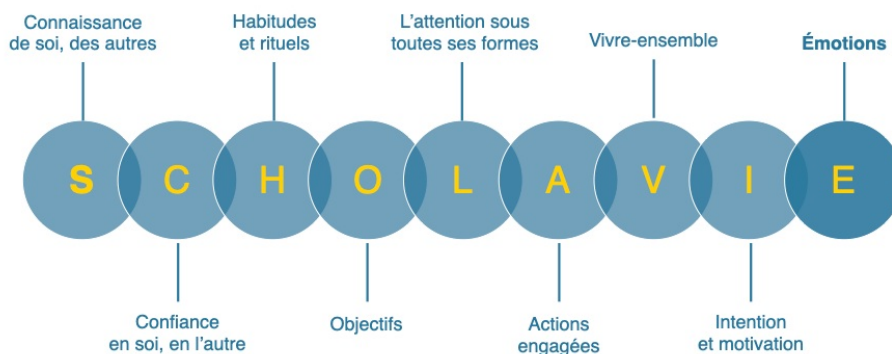 Connaissance
de soi, des autres
Habitudes
et rituels
L'attention sous
toutes ses formes
Vivre-ensemble
Émotions
S C H O L A V I E
Confiance
en soi, en l'autre
Objectifs
Actions
engagées
Intention
et motivation